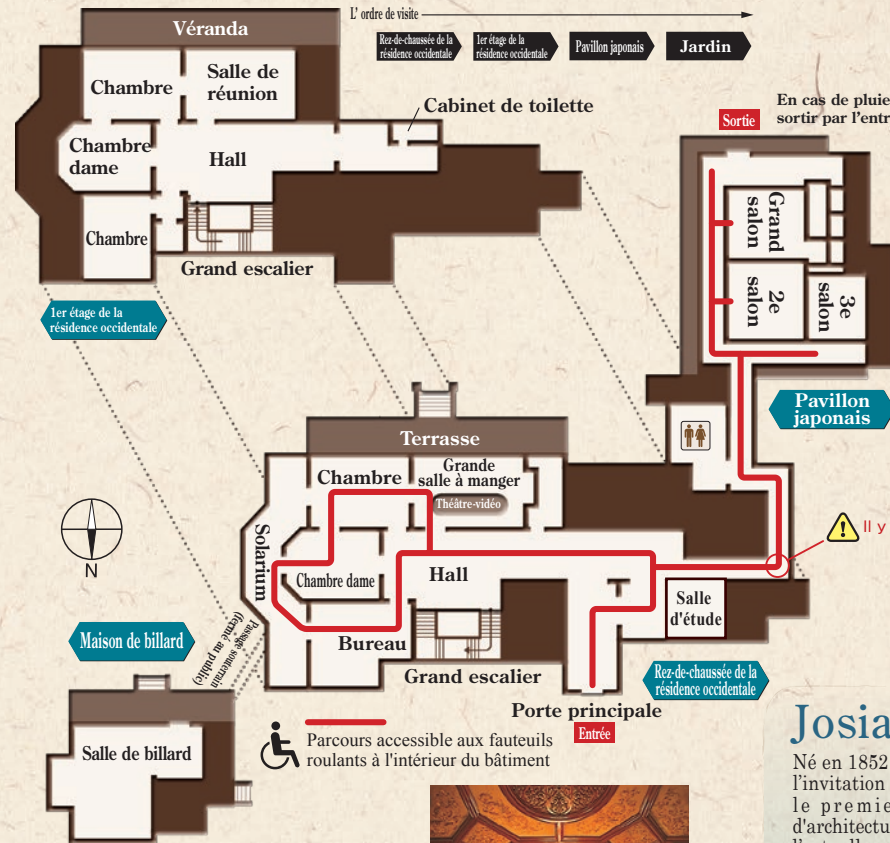 L' ordre de visite
Rez-de-chaussée de la
résidence occidentale
1er étage de la
résidence occidentale
Pavillon japonais
Jardin
Véranda
Chambre
Salle de
réunion
Cabinet de toilette
Chambre
dame
Hall
Chambre
Grand escalier
1er étage de la
résidence occidentale
En cas de pluie
sortir par l'entr
Sortie
Grand
salon
2e
salon
3e
salon
Pavillon
japonais
Terrasse
Chambre
Grande
salle à manger
Théâtre-vidéo
Solarium
Chambre dame
Hall
Il y
Salle
d'étude
Bureau
Grand escalier
N
Maison de billard
Passage souterrain
(fermé au public)
Rez-de-chaussée de la
résidence occidentale
Porte principale
Entrée
Salle de billard
Parcours accessible aux fauteuils
roulants à l'intérieur du bâtiment
Josia
Né en 1852
l'invitation
le premie
d'architectu